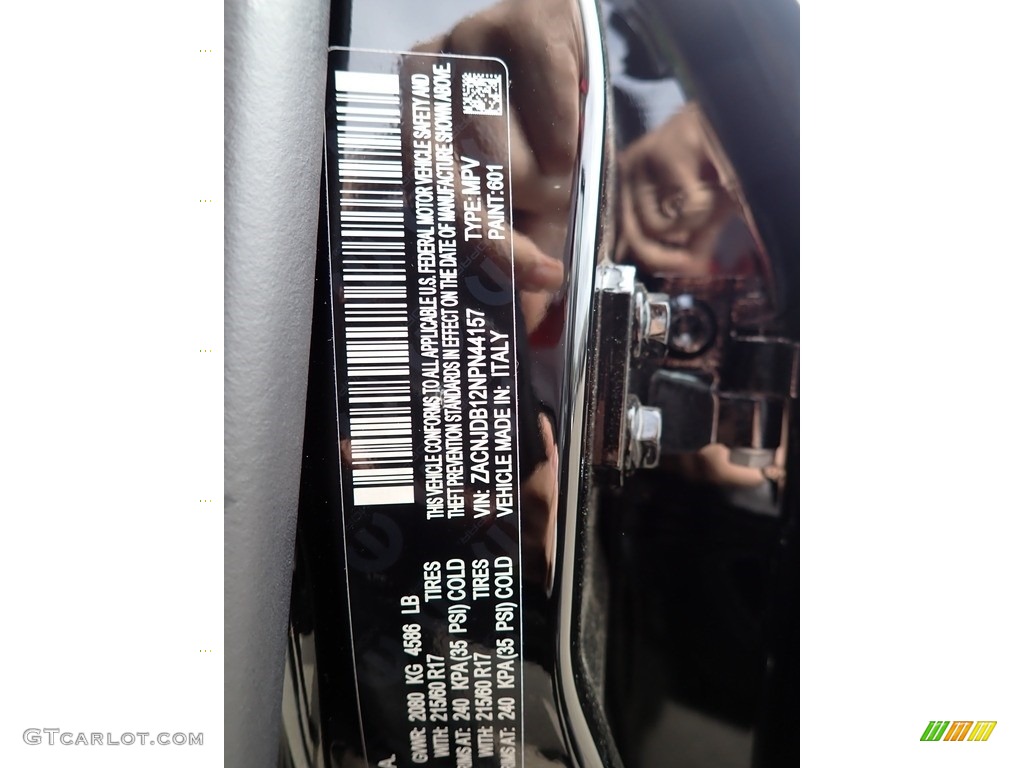 THIS VEHICLE CONFORMS TO ALL APPLICABLE U.S. FEDERAL MOTOR VEHICLE SAFETY AND
THEFT PREVENTION STANDARDS IN EFFECT ON THE DATE OF MANUFACTURE SHOWN ABOVE.
VIN: ZACNJDB12NPN44157 TYPE: MPV
VEHICLE MADE IN: ITALY PAINT: 601
GVWR: 2080 KG 4586 LB
WITH: 215/60 R17 TIRES
240 KPA (35 PSI) COLD
WITH: 215/60 R17 TIRES
240 KPA (35 PSI) COLD
GTCARLOT.COM